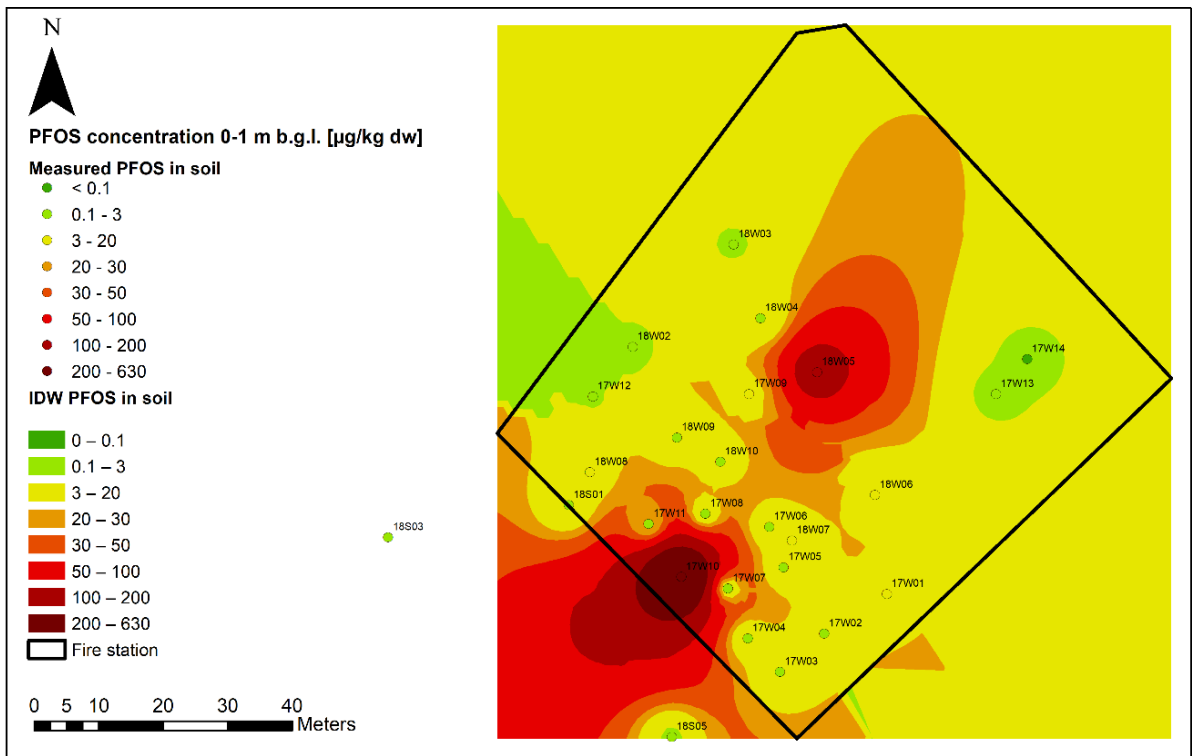 N
PFOS concentration 0-1 m b.g.l. [µg/kg dw]
Measured PFOS in soil
< 0.1
0.1 - 3
3 - 20
20 - 30
30 - 50
50 - 100
100 - 200
200 - 630
IDW PFOS in soil
0 – 0.1
0.1 – 3
3 – 20
20 – 30
30 – 50
50 – 100
100 – 200
200 – 630
Fire station
0 5 10 20 30 40
Meters
18W03
18W04
18W02
17W14
18W05
17W12
17W09
17W13
18W09
18W10
18W08
18W06
18S01
17W08
17W11
17W06
18S03
18W07
17W05
17W10
17W07
17W01
17W04
17W02
17W03
18S05